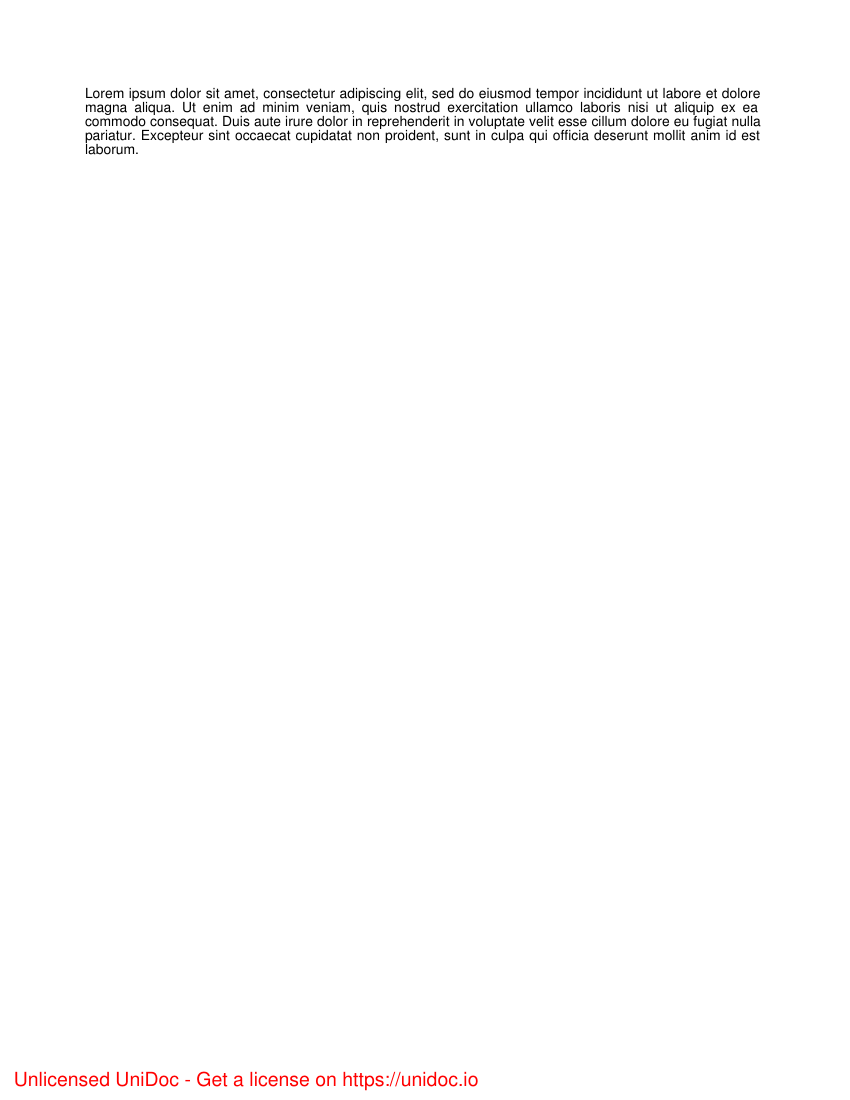 Lorem ipsum dolor sit amet, consectetur adipiscing elit, sed do eiusmod tempor incididunt ut labore et dolore
magna aliqua. Ut enim ad minim veniam, quis nostrud exercitation ullamco laboris nisi ut aliquip ex ea
commodo consequat. Duis aute irure dolor in reprehenderit in voluptate velit esse cillum dolore eu fugiat nulla
pariatur. Excepteur sint occaecat cupidatat non proident, sunt in culpa qui officia deserunt mollit anim id est
laborum.
Unlicensed UniDoc - Get a license on https://unidoc.io